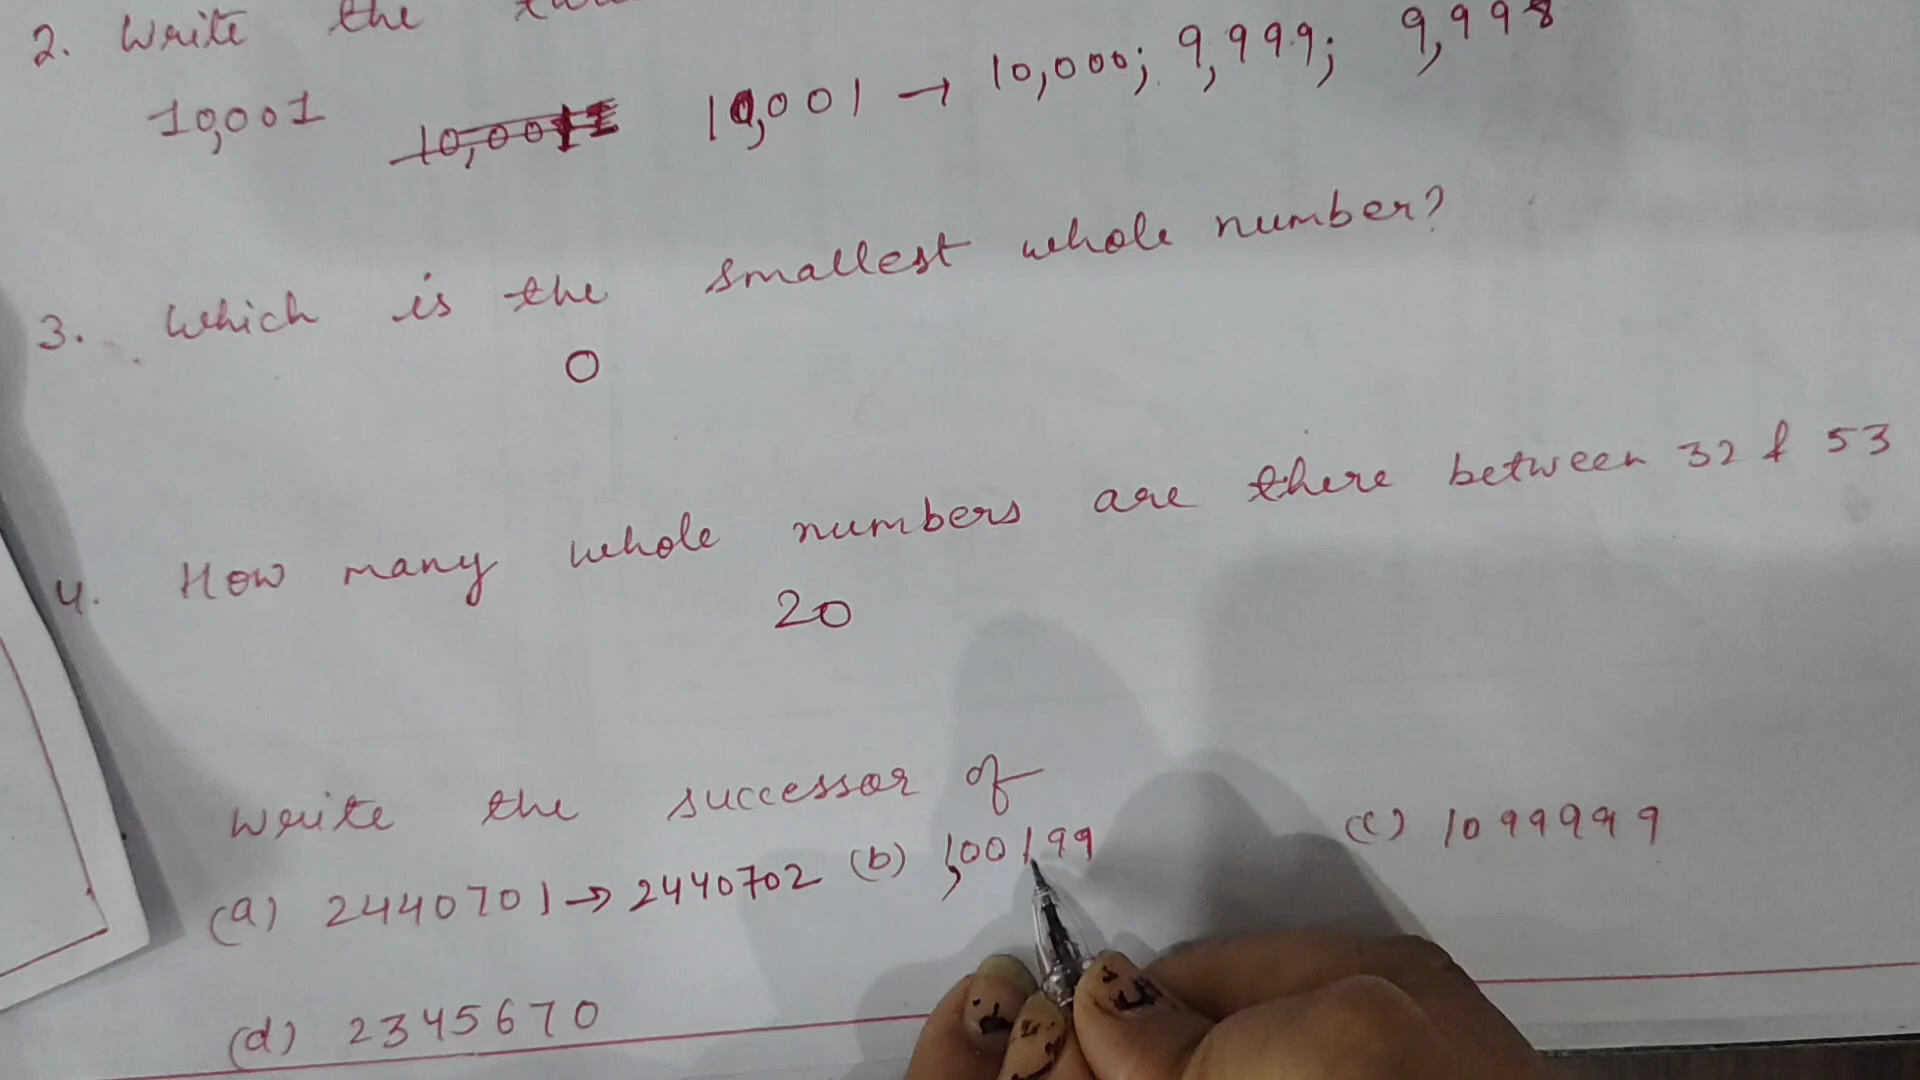 2. Write the
10,001 10,001 → 10,000; 9,999; 9,998
3. Which is the smallest whole number?
0
4. How many whole numbers are there between 32 & 53
20
Write the successor of
(a) 2440701 → 2440702 (b) 100199 (c) 1099999
(d) 2345670